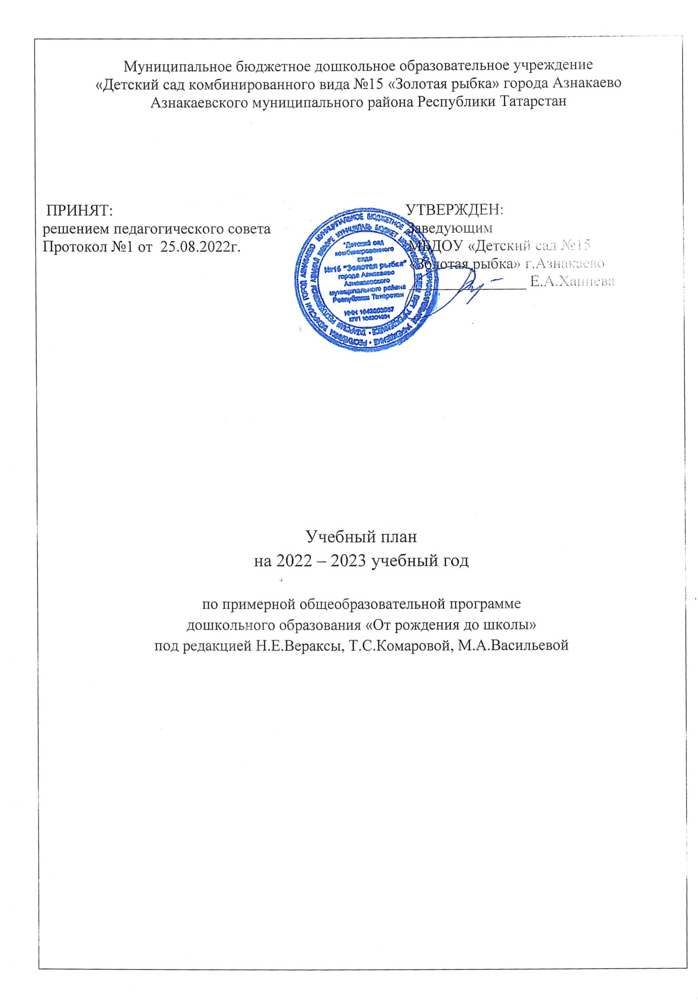 Муниципальное бюджетное дошкольное образовательное учреждение
«Детский сад комбинированного вида №15 «Золотая рыбка» города Азнакаево
Азнакаевского муниципального района Республики Татарстан
ПРИНЯТ:
решением педагогического совета
Протокол №1 от 25.08.2022г.
УТВЕРЖДЕН:
Заведующим
МБДОУ «Детский сад №15
«Золотая рыбка» г.Азнакаево
Е.А.Ханиева
"Детский сад
комбинированного
вида
№15 "Золотая рыбка"
города Азнакаево
Азнакаевского
муниципального района
Республики Татарстан
ИНН
КПП
Учебный план
на 2022 – 2023 учебный год
по примерной общеобразовательной программе
дошкольного образования «От рождения до школы»
под редакцией Н.Е.Вераксы, Т.С.Комаровой, М.А.Васильевой